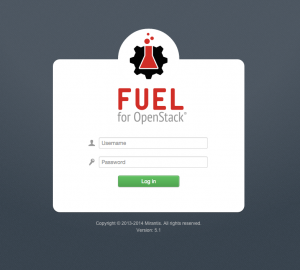 FUEL
for OpenStack®
Username
Password
Log In
Copyright © 2013-2014 Mirantis. All rights reserved.
Version: 5.1